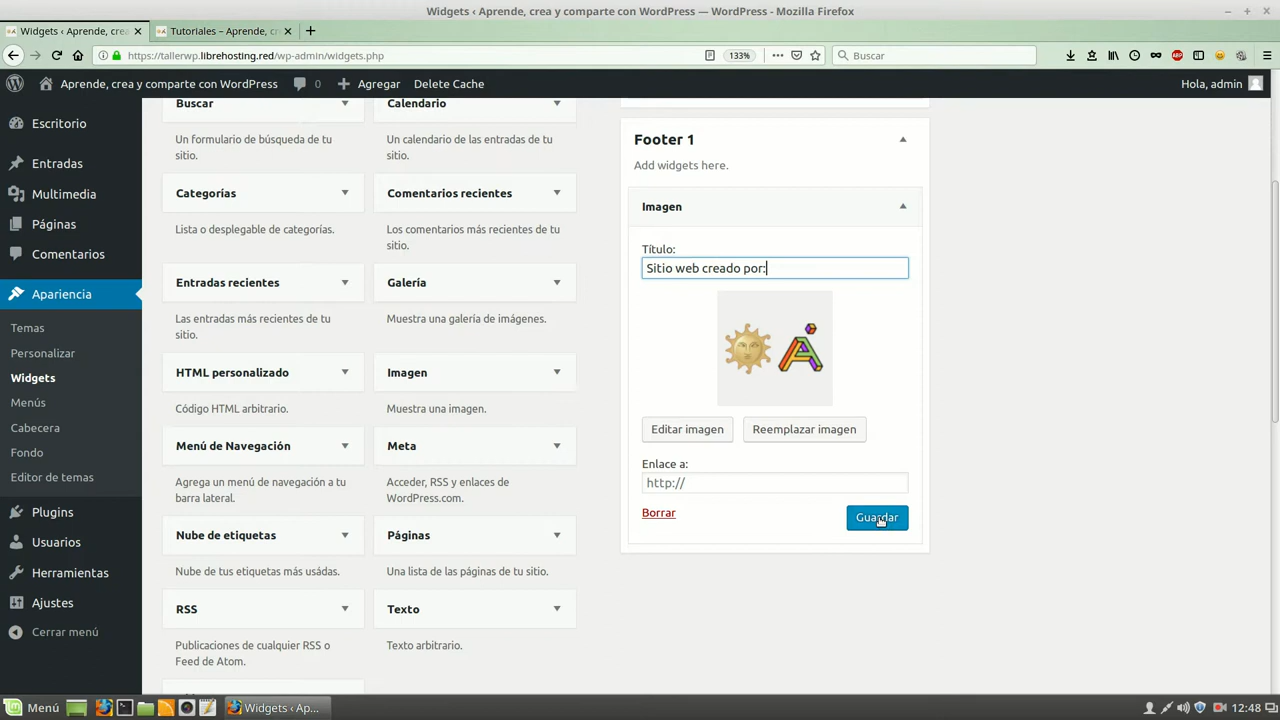 Widgets ‹ Aprende, crea y comparte con WordPress — WordPress - Mozilla Firefox
Widgets ‹ Aprende, crea
Tutoriales – Aprende, c
https://tallerwp.librehosting.red/wp-admin/widgets.php
133%
Buscar
Aprende, crea y comparte con WordPress
0
Agregar
Delete Cache
Hola, admin
Escritorio
Entradas
Multimedia
Páginas
Comentarios
Apariencia
Temas
Personalizar
Widgets
Menús
Cabecera
Fondo
Editor de temas
Plugins
Usuarios
Herramientas
Ajustes
Cerrar menú
Buscar
Un formulario de búsqueda de tu
sitio.
Calendario
Un calendario de las entradas de tu
sitio.
Categorías
Lista o desplegable de categorías.
Comentarios recientes
Los comentarios más recientes de tu
sitio.
Entradas recientes
Las entradas más recientes de tu
sitio.
Galería
Muestra una galería de imágenes.
HTML personalizado
Código HTML arbitrario.
Imagen
Muestra una imagen.
Menú de Navegación
Agrega un menú de navegación a tu
barra lateral.
Meta
Acceder, RSS y enlaces de
WordPress.com.
Nube de etiquetas
Nube de tus etiquetas más usádas.
Páginas
Una lista de las páginas de tu sitio.
RSS
Publicaciones de cualquier RSS o
Feed de Atom.
Texto
Texto arbitrario.
Footer 1
Add widgets here.
Imagen
Título:
Sitio web creado por:
Editar imagen
Reemplazar imagen
Enlace a:
http://
Borrar
Guardar
Menú
Widgets ‹ Ap...
12:48